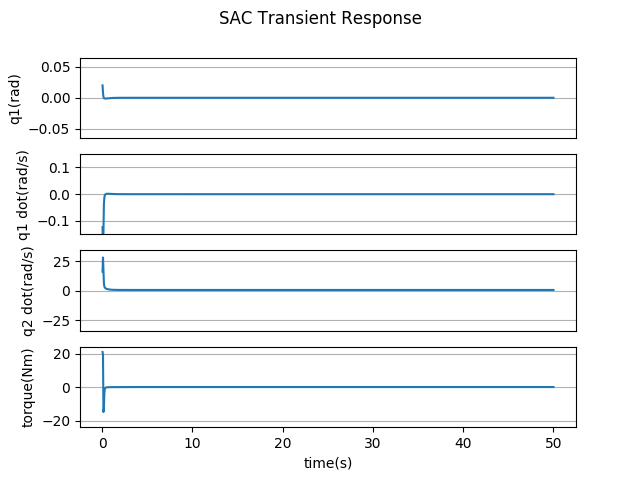 SAC Transient Response
q1(rad)
0.05
0.00
−0.05
q1 dot(rad/s)
0.1
0.0
−0.1
q2 dot(rad/s)
25
0
−25
torque(Nm)
20
0
−20
0 10 20 30 40 50
time(s)